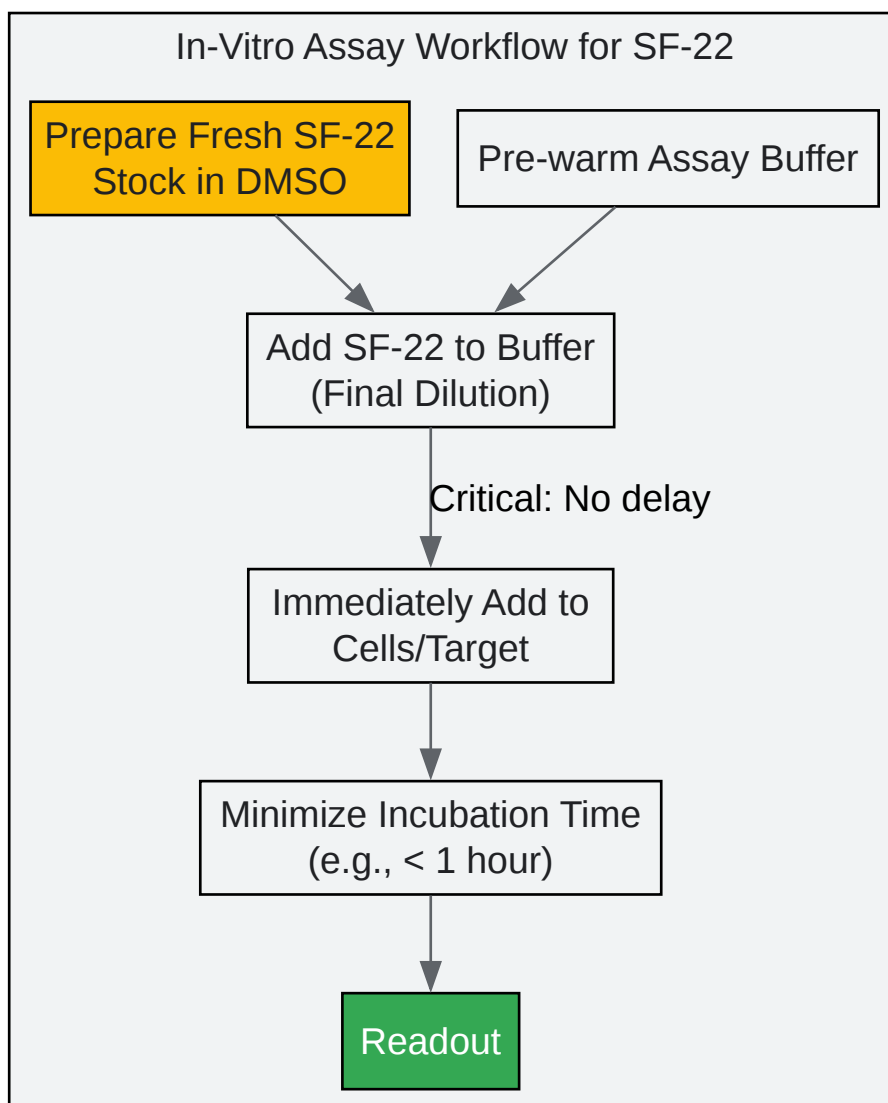 In-Vitro Assay Workflow for SF-22
Prepare Fresh SF-22
Stock in DMSO
Pre-warm Assay Buffer
Add SF-22 to Buffer
(Final Dilution)
Critical: No delay
Immediately Add to
Cells/Target
Minimize Incubation Time
(e.g., < 1 hour)
Readout